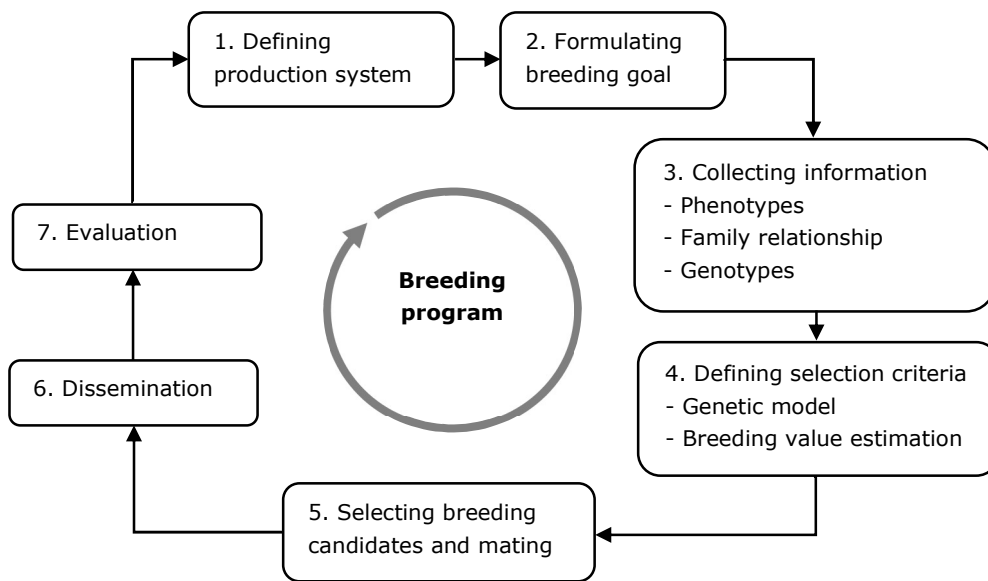 1. Defining
production system
2. Formulating
breeding goal
3. Collecting information
- Phenotypes
- Family relationship
- Genotypes
4. Defining selection criteria
- Genetic model
- Breeding value estimation
5. Selecting breeding
candidates and mating
6. Dissemination
7. Evaluation
Breeding
program